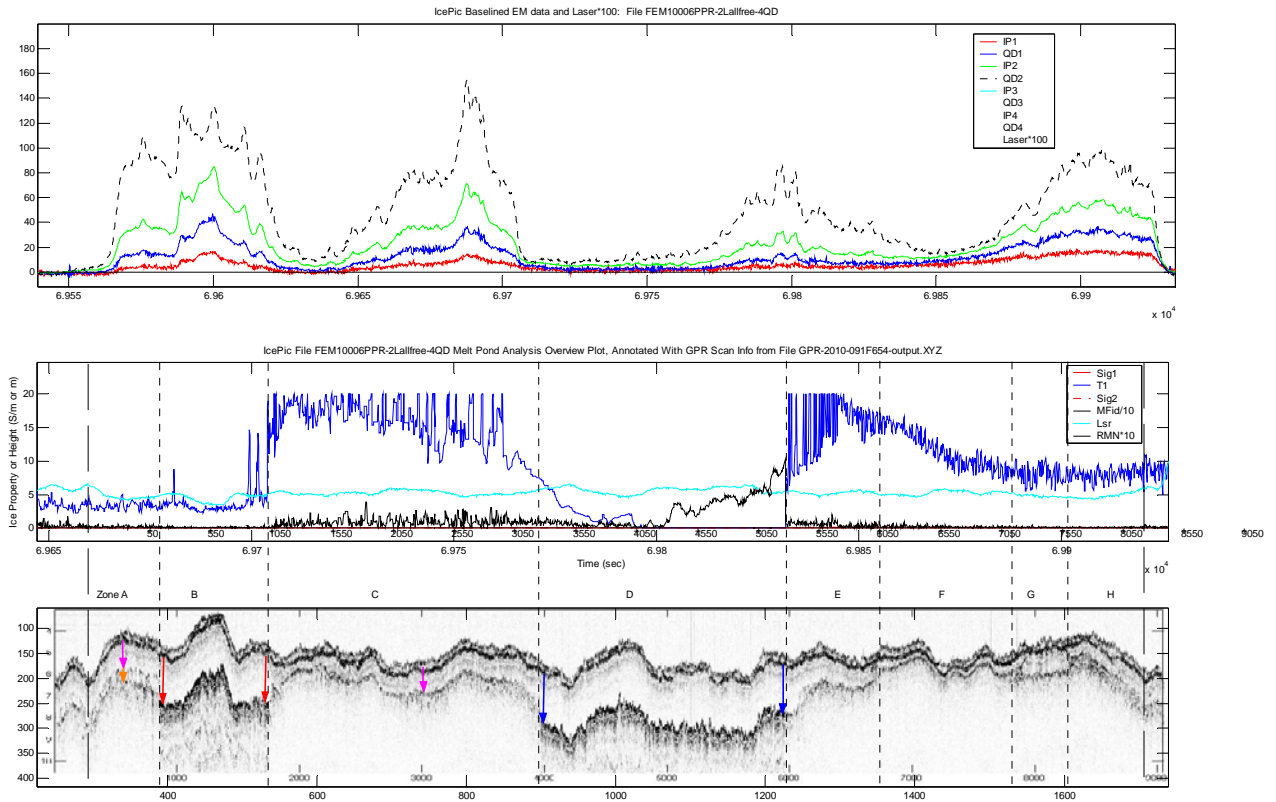 IcePic Baselined EM data and Laser*100: File FEM10006PPR-2Lallfree-4QD
180
160
140
120
100
80
60
40
20
0
IP1
QD1
IP2
QD2
IP3
QD3
IP4
QD4
Laser*100
6.955 6.96 6.965 6.97 6.975 6.98 6.985 6.99
x 10^4
IcePic File FEM10006PPR-2Lallfree-4QD Melt Pond Analysis Overview Plot, Annotated With GPR Scan Info from File GPR-2010-091F654-output.XYZ
Ice Property or Height (S/m or m)
20
15
10
5
0
Sig1
T1
Sig2
MFid/10
Lsr
RMN*10
50 550 1050 1550 2050 2550 3050 3550 4050 4550 5050 5550 6050 6550 7050 7550 8050 8550 9050
6.965 6.97 6.975 6.98 6.985 6.99
Time (sec)
x 10^4
Zone A B C D E F G H
100
150
200
250
300
350
400
1000 2000 3000 4000 5000 6000 7000 8000
400 600 800 1000 1200 1400 1600